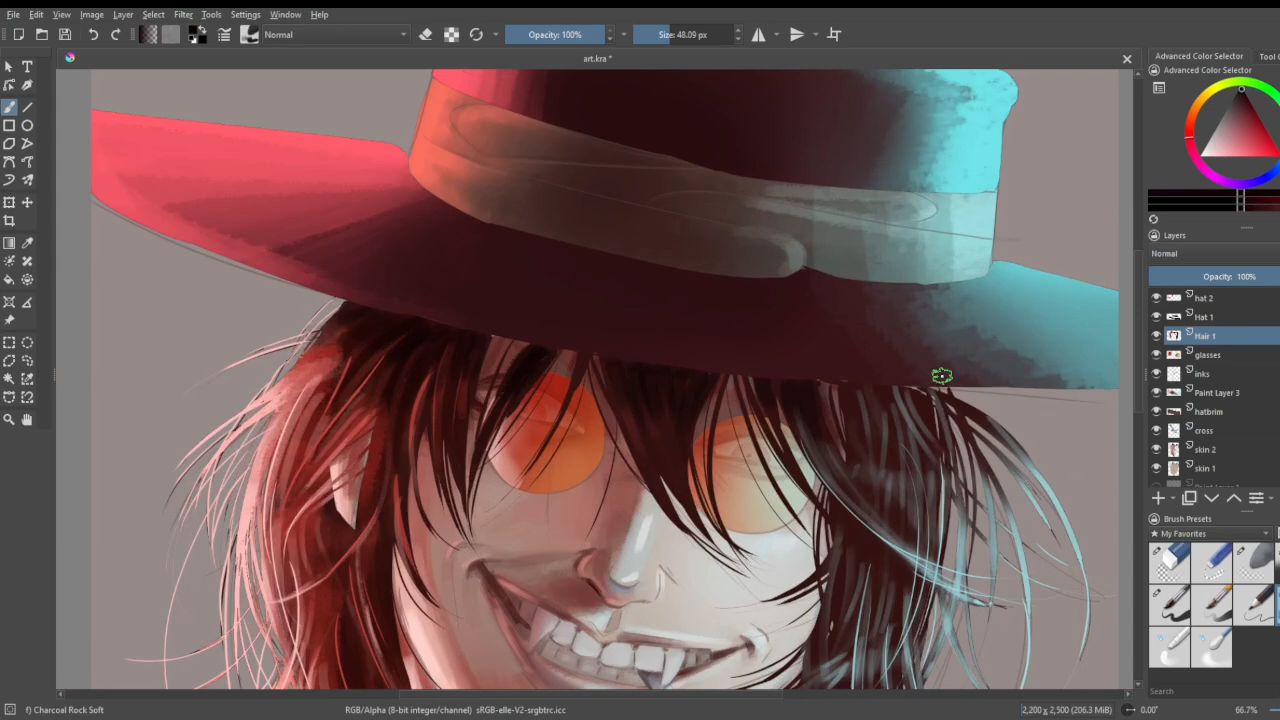 File Edit View Image Layer Select Filter Tools Settings Window Help
Normal Opacity: 100% Size: 48.09 px
art.kra *
Advanced Color Selector Tool
Advanced Color Selector
Layers
Normal
Opacity: 100%
hat 2
Hat 1
Hair 1
glasses
inks
Paint Layer 3
hatbrim
cross
skin 2
skin 1
Brush Presets
My Favorites
Search
f) Charcoal Rock Soft RGB/Alpha (8-bit integer/channel) sRGB-elle-V2-srgbtrc.icc 2,200 x 2,500 (206.3 MiB) 0.00° 66.7%